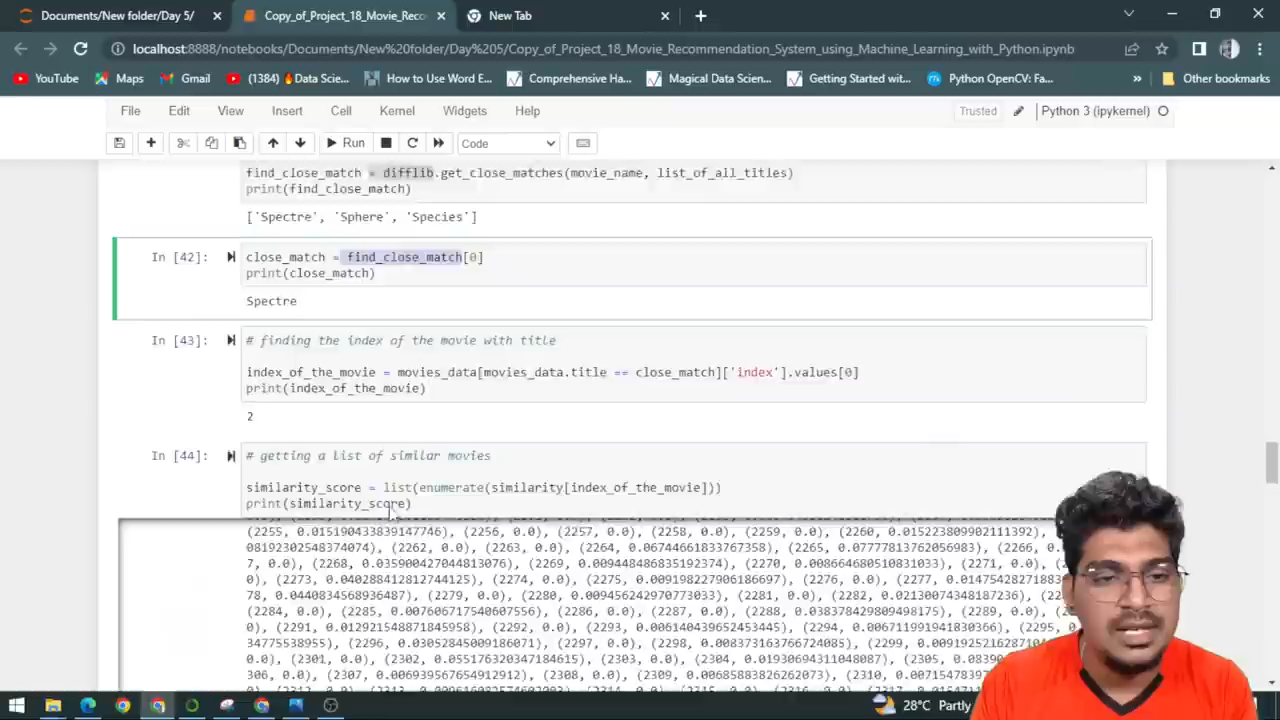 Documents/New folder/Day 5/
Copy_of_Project_18_Movie_Reco
New Tab
localhost:8888/notebooks/Documents/New%20folder/Day%205/Copy_of_Project_18_Movie_Recommendation_System_using_Machine_Learning_with_Python.ipynb
YouTube
Maps
Gmail
(1384) 🔥Data Scie...
How to Use Word E...
Comprehensive Ha...
Magical Data Scien...
Getting Started wit...
Python OpenCV: Fa...
»
Other bookmarks
File Edit View Insert Cell Kernel Widgets Help
Trusted
Python 3 (ipykernel)
Run
Code
find_close_match = difflib.get_close_matches(movie_name, list_of_all_titles)
print(find_close_match)
['Spectre', 'Sphere', 'Species']
In [42]: close_match = find_close_match[0]
print(close_match)
Spectre
In [43]: # finding the index of the movie with title
index_of_the_movie = movies_data[movies_data.title == close_match]['index'].values[0]
print(index_of_the_movie)
2
In [44]: # getting a list of similar movies
similarity_score = list(enumerate(similarity[index_of_the_movie]))
print(similarity_score)
(2255, 0.015190433839147746), (2256, 0.0), (2257, 0.0), (2258, 0.0), (2259, 0.0), (2260, 0.015223809902111392),
08192302548374074), (2262, 0.0), (2263, 0.0), (2264, 0.06744661833767358), (2265, 0.07777813762056983), (2266,
(2268, 0.035900427044813076), (2269, 0.009448486835192374), (2270, 0.008664680510831033), (2271,
), (2273, 0.040288412812744125), (2274, 0.0), (2275, 0.009198227906186697), (2276, 0.0), (2277,
(2279, 0.0), (2280, 0.009456242970773033), (2281, 0.0), (2282, 0.02130074348187236),
(2284, 0.0), (2285, 0.007606717540607556), (2286, 0.0), (2287, 0.0), (2288, 0.038378429809498175), (2289, 0.0),
(2291, 0.012921548871845958), (2292, 0.0), (2293, 0.006140439652453445), (2294, 0.006711991941830366), (2295,
34775538955), (2296, 0.03052845009186071), (2297, 0.0), (2298, 0.008373163766724085), (2299,
(2301, 0.0), (2302, 0.055176320347184615), (2303, 0.0), (2304, 0.01930694311048087), (2305,
306, 0.0), (2307, 0.006939567654912912), (2308, 0.0), (2309, 0.00685883826262073), (2310,
28°C Partly